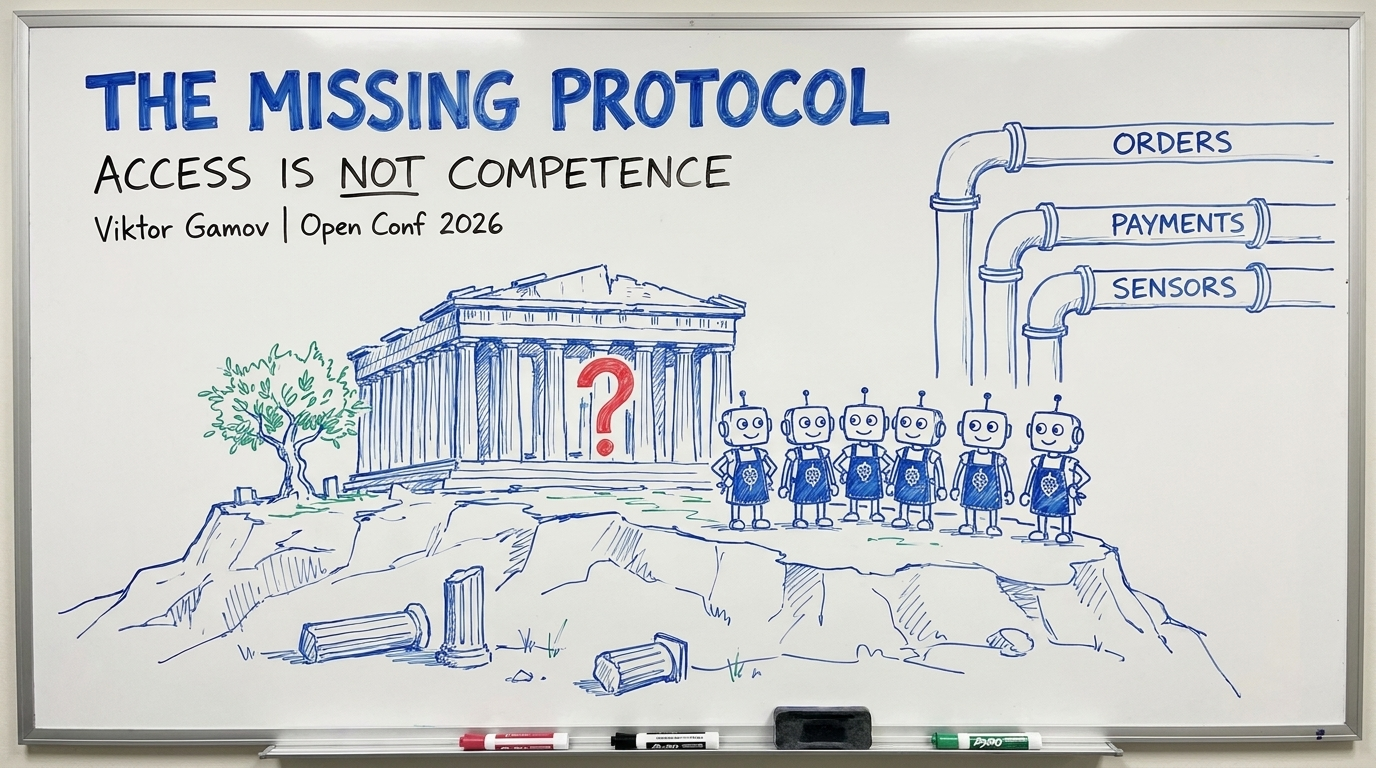 THE MISSING PROTOCOL
ACCESS IS NOT COMPETENCE
Viktor Gamov | Open Conf 2026
ORDERS
PAYMENTS
SENSORS
?